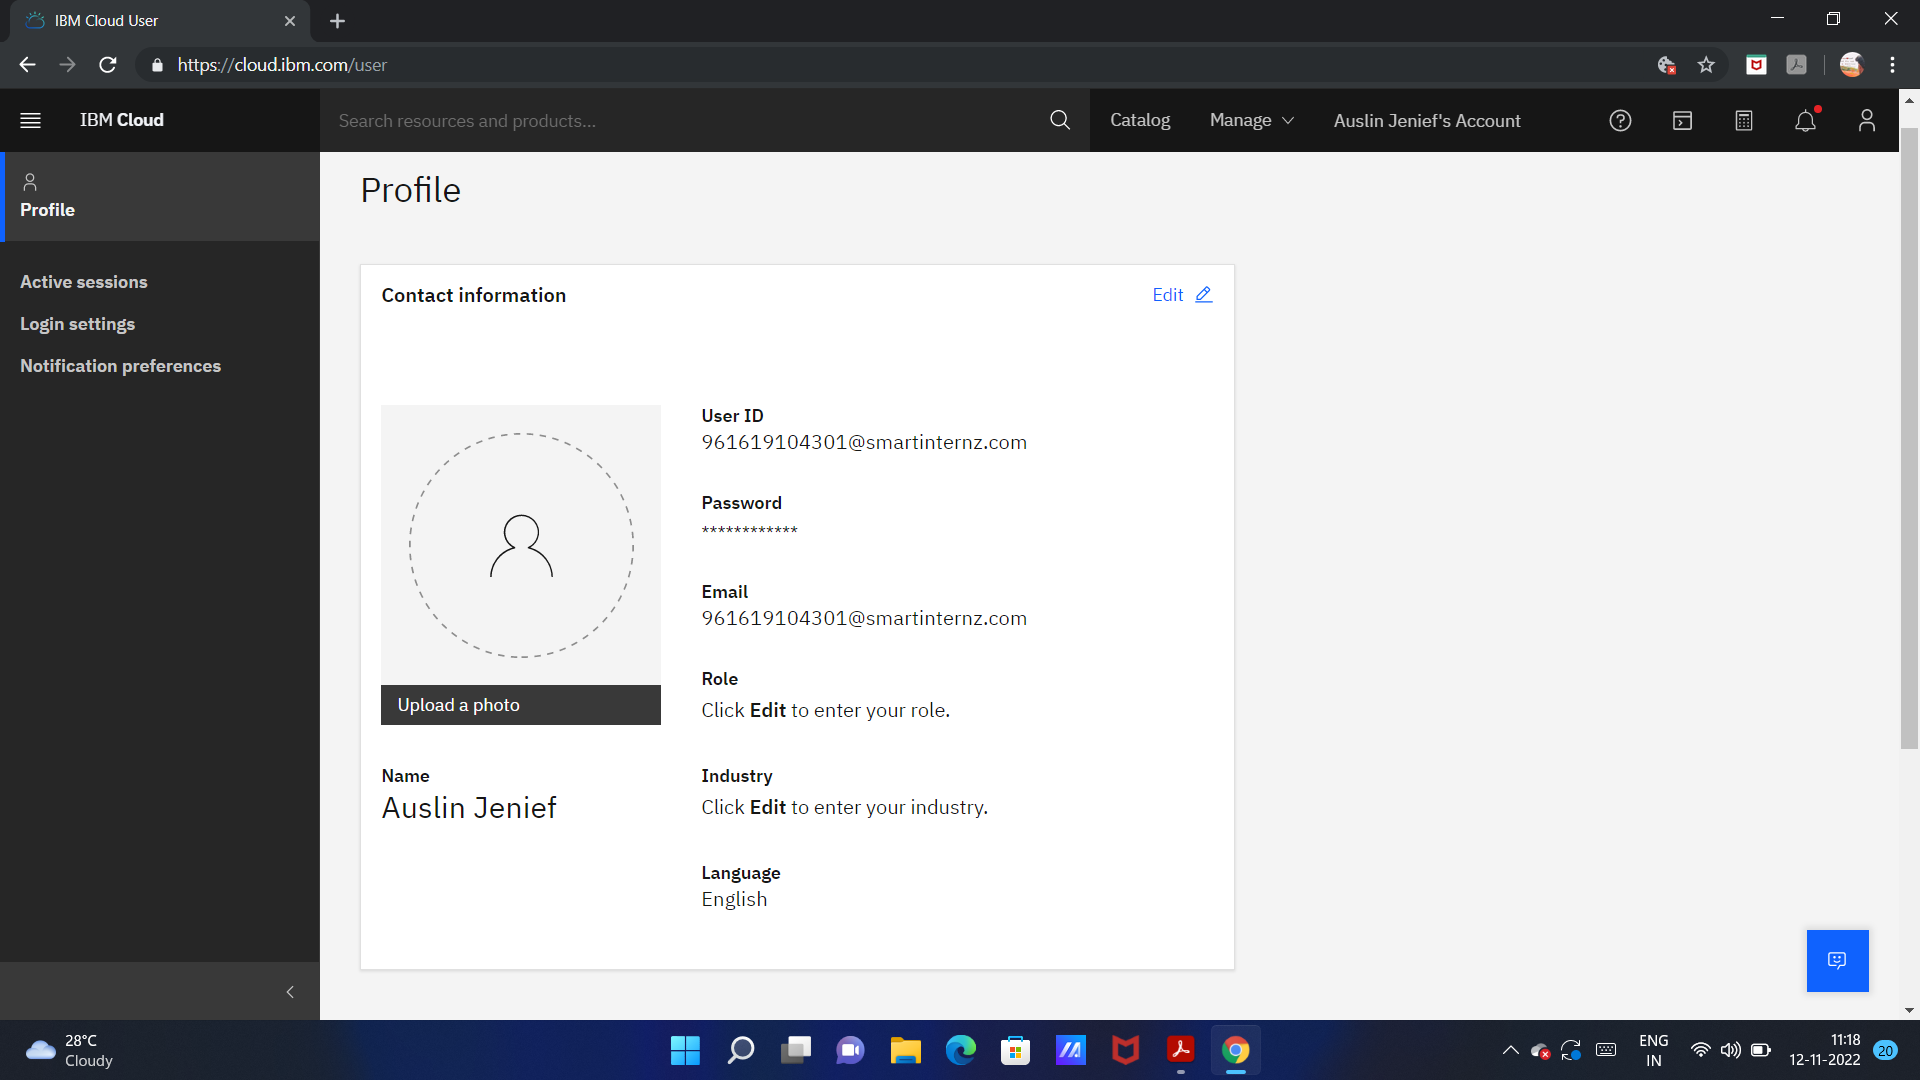 IBM Cloud User
https://cloud.ibm.com/user
IBM Cloud
Search resources and products...
Catalog
Manage
Auslin Jenief's Account
Profile
Active sessions
Login settings
Notification preferences
Profile
Contact information
Edit
Upload a photo
Name
Auslin Jenief
User ID
961619104301@smartinternz.com
Password
************
Email
961619104301@smartinternz.com
Role
Click Edit to enter your role.
Industry
Click Edit to enter your industry.
Language
English
28°C
Cloudy
ENG
IN
11:18
12-11-2022
20